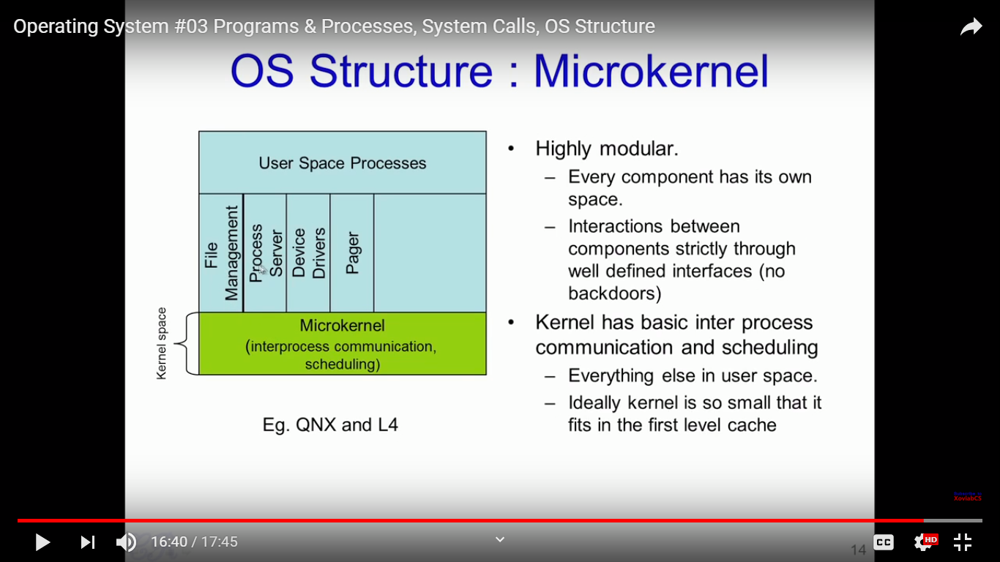 Operating System #03 Programs & Processes, System Calls, OS Structure
OS Structure : Microkernel
User Space Processes
File
Management
Process
Server
Device
Drivers
Pager
Kernel space
Microkernel
(interprocess communication,
scheduling)
Eg. QNX and L4
• Highly modular.
– Every component has its own
space.
– Interactions between
components strictly through
well defined interfaces (no
backdoors)
• Kernel has basic inter process
communication and scheduling
– Everything else in user space.
– Ideally kernel is so small that it
fits in the first level cache
XoviabCS
16:40 / 17:45
14
CC
HD